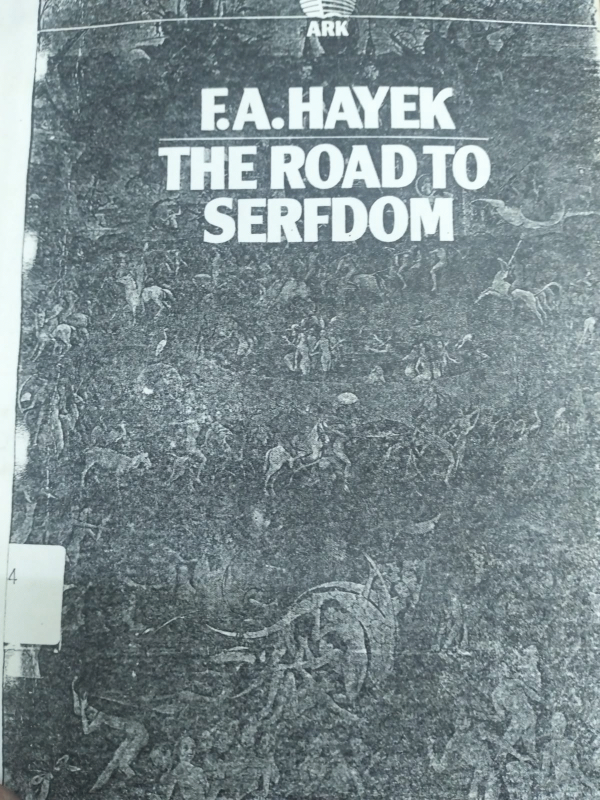 ARK
F.A. HAYEK
THE ROAD TO
SERFDOM
4